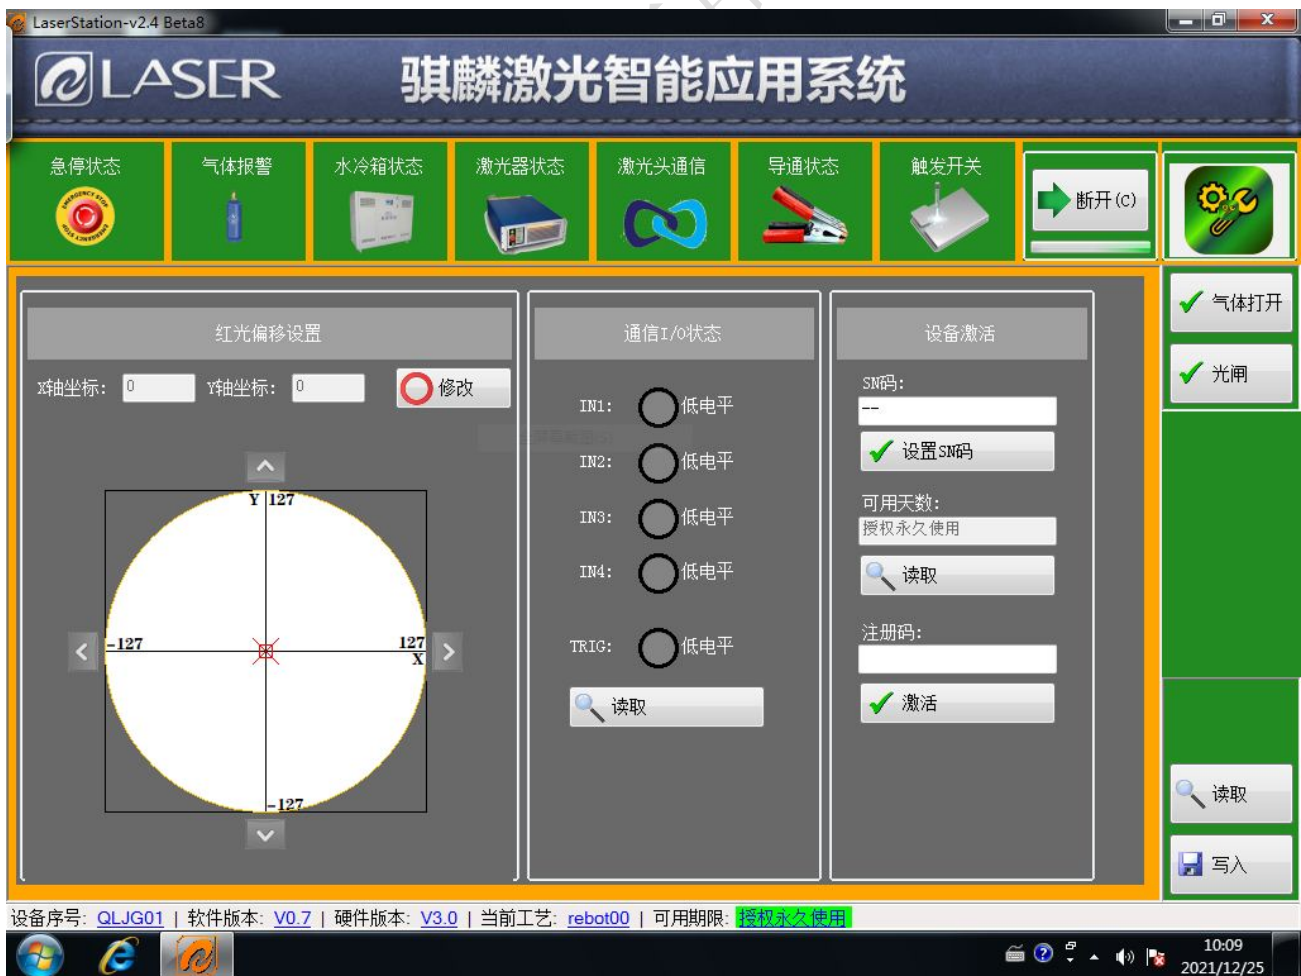 LaserStation-v2.4 Beta8
LASER 骐麟激光智能应用系统
急停状态 气体报警 水冷箱状态 激光器状态 激光头通信 导通状态 触发开关
断开(C)
气体打开
光闸
红光偏移设置
X轴坐标: 0 Y轴坐标: 0 修改
Y 127
-127
127
X
-127
通信I/O状态
IN1: 低电平
IN2: 低电平
IN3: 低电平
IN4: 低电平
TRIG: 低电平
读取
设备激活
SN码:
--
设置SN码
可用天数:
授权永久使用
读取
注册码:
激活
读取
写入
设备序号: QLJG01 | 软件版本: V0.7 | 硬件版本: V3.0 | 当前工艺: rebot00 | 可用期限: 授权永久使用
10:09
2021/12/25